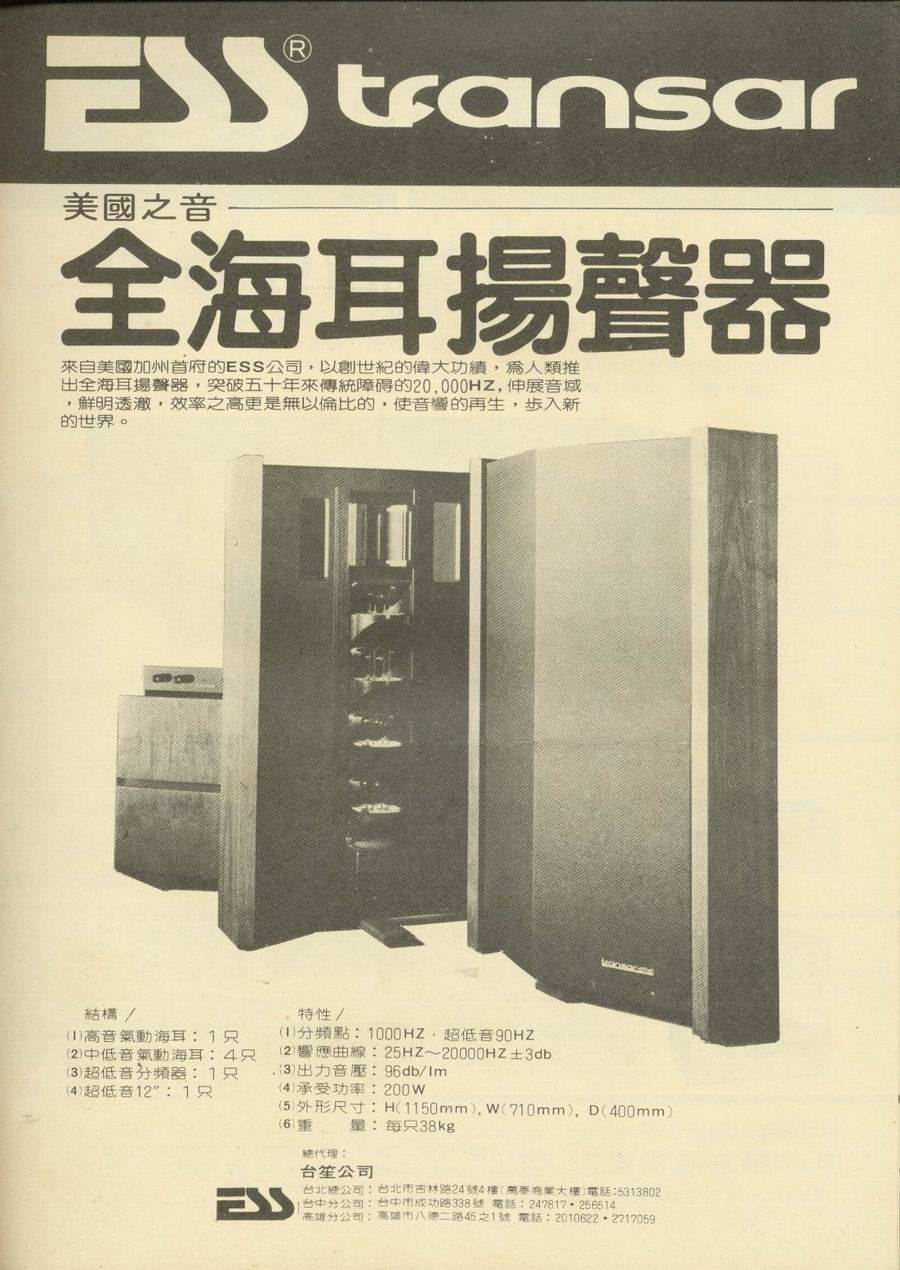 ESS® transar
美國之音
全海耳揚聲器
來自美國加州首府的ESS公司，以創世紀的偉大功績，為人類推
出全海耳揚聲器，突破五十年來傳統障碍的20,000HZ,伸展音域
，鮮明透澈，效率之高更是無以倫比的，使音響的再生，步入新
的世界。
transar
結構／
(1)高音氣動海耳：1只
(2)中低音氣動海耳：4只
(3)超低音分頻器：1只
(4)超低音12″：1只
特性／
(1)分頻點：1000HZ．超低音90HZ
(2)響應曲線：25HZ～20000HZ±3db
(3)出力音壓：96db/lm
(4)承受功率：200W
(5)外形尺寸：H(1150mm),W(710mm), D(400mm)
(6)重　　量：每只38kg
總代理：
台笙公司
ESS
台北總公司：台北市吉林路24號4樓(萬泰商業大樓)電話:5313802
台中分公司：台中市成功路338號 電話：247817•256514
高雄分公司：高雄市八德二路45之1號 電話：2010622•2717059